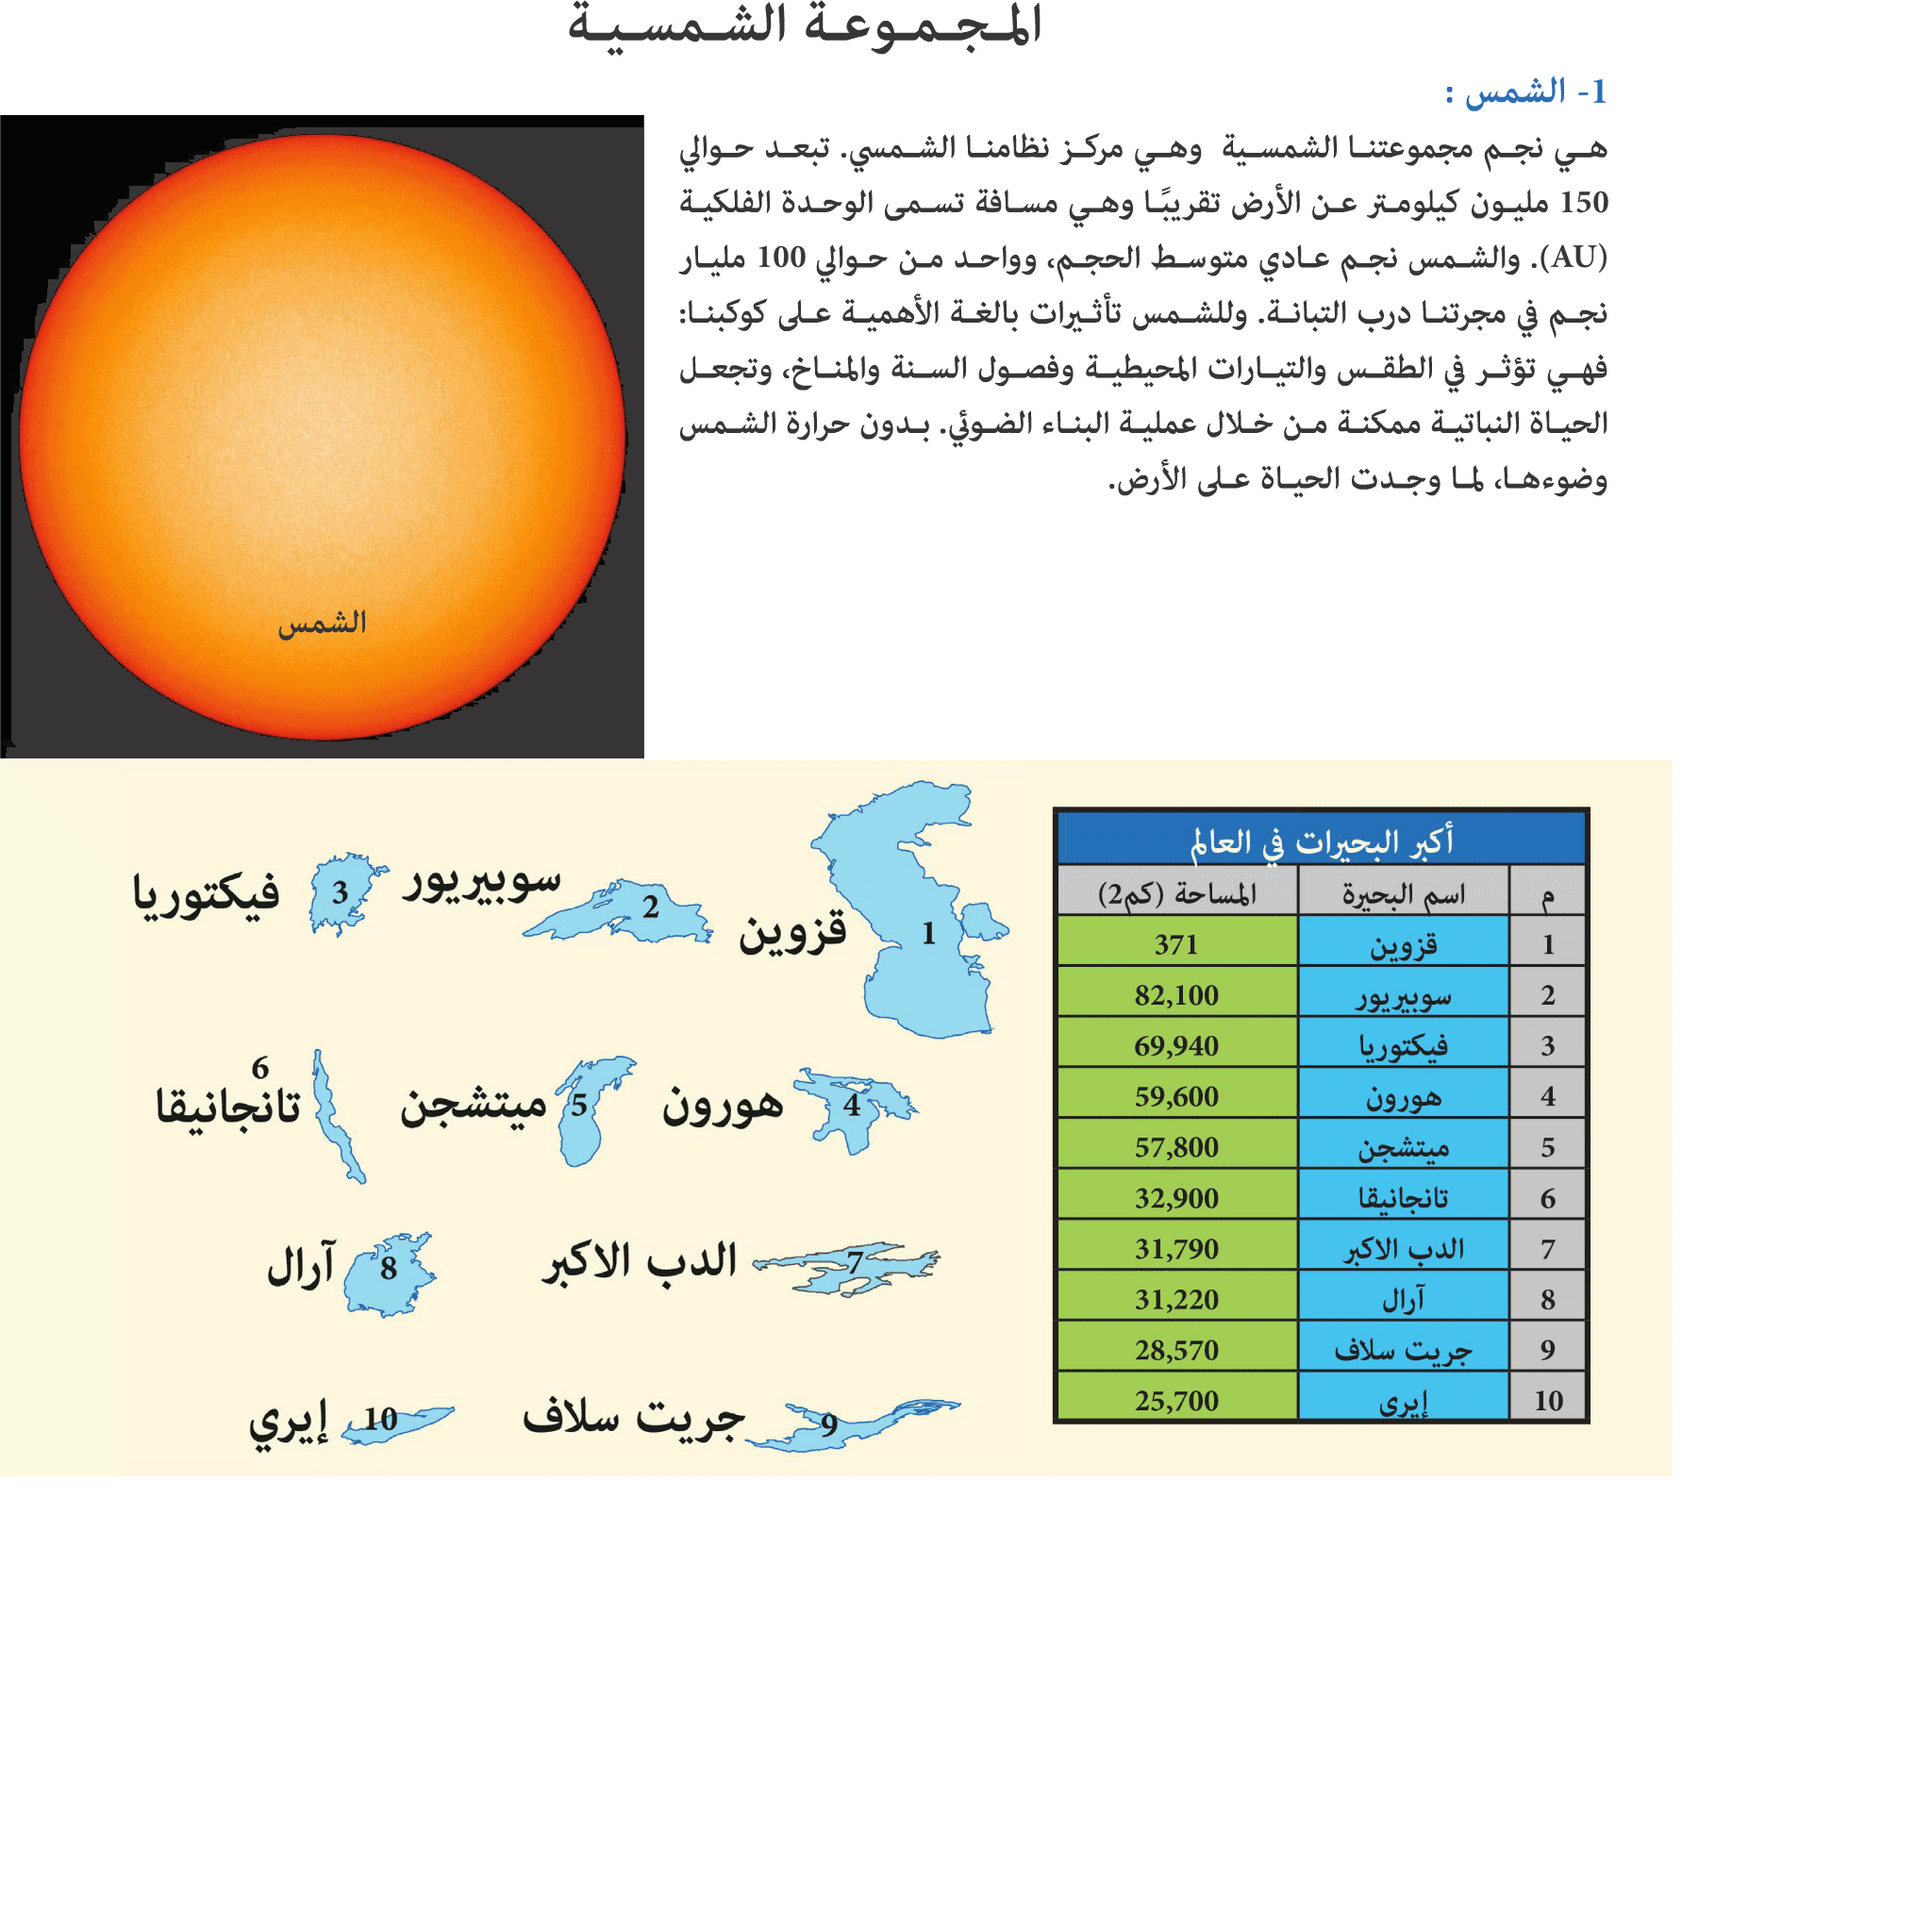 المجموعة الشمسية
1- الشمس :
هي نجم مجموعتنا الشمسية وهي مركز نظامنا الشمسي. تبعد حوالي
150 مليون كيلومتر عن الأرض تقريبًا وهي مسافة تسمى الوحدة الفلكية
(AU). والشمس نجم عادي متوسط الحجم، وواحد من حوالي 100 مليار
نجم في مجرتنا درب التبانة. وللشمس تأثيرات بالغة الأهمية على كوكبنا:
فهي تؤثر في الطقس والتيارات المحيطية وفصول السنة والمناخ، وتجعل
الحياة النباتية ممكنة من خلال عملية البناء الضوئي. بدون حرارة الشمس
وضوءها، لما وجدت الحياة على الأرض.
الشمس
أكبر البحيرات في العالم
م اسم البحيرة المساحة (كم2)
1 قزوين 371
2 سوبيريور 82,100
3 فيكتوريا 69,940
4 هورون 59,600
5 ميتشجن 57,800
6 تانجانيقا 32,900
7 الدب الاكبر 31,790
8 آرال 31,220
9 جريت سلاف 28,570
10 إيرى 25,700
1 قزوين 2 سوبيريور 3 فيكتوريا
4 هورون 5 ميتشجن 6 تانجانيقا
7 الدب الاكبر 8 آرال
9 جريت سلاف 10 إيري